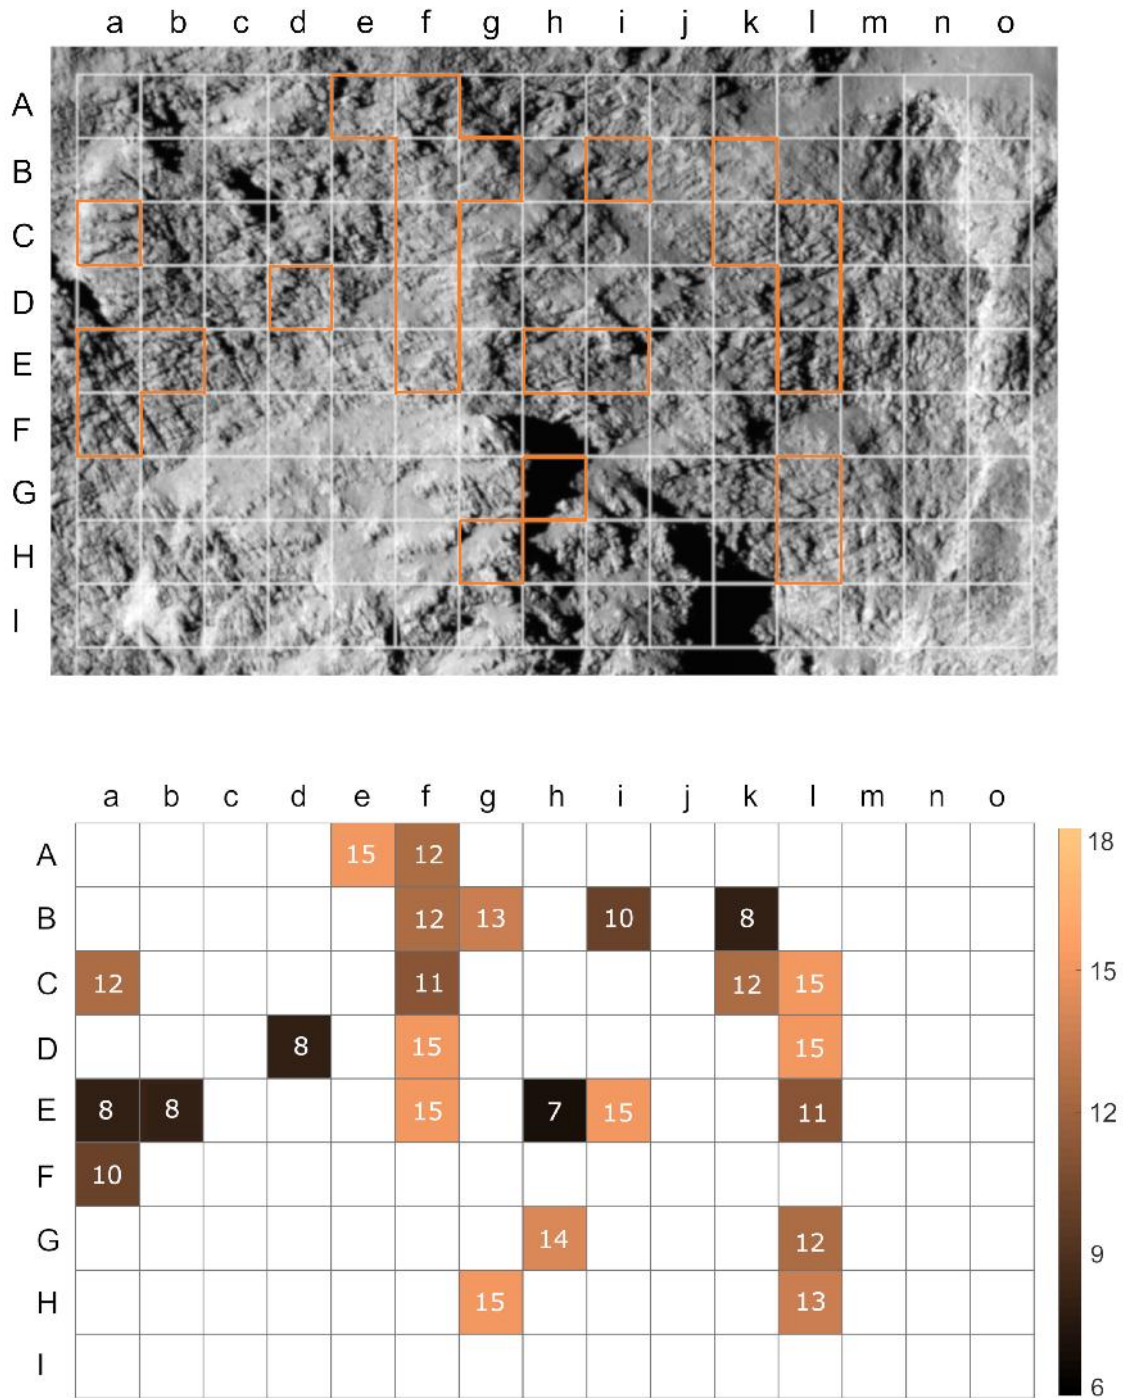 a b c d e f g h i j k l m n o
A
B
C
D
E
F
G
H
I
a b c d e f g h i j k l m n o
A 15 12
18
B 12 13 10 8
C 12 11 12 15
15
D 8 15 15
E 8 8 15 7 15 11
12
F 10
G 14 12
9
H 15 13
I
6